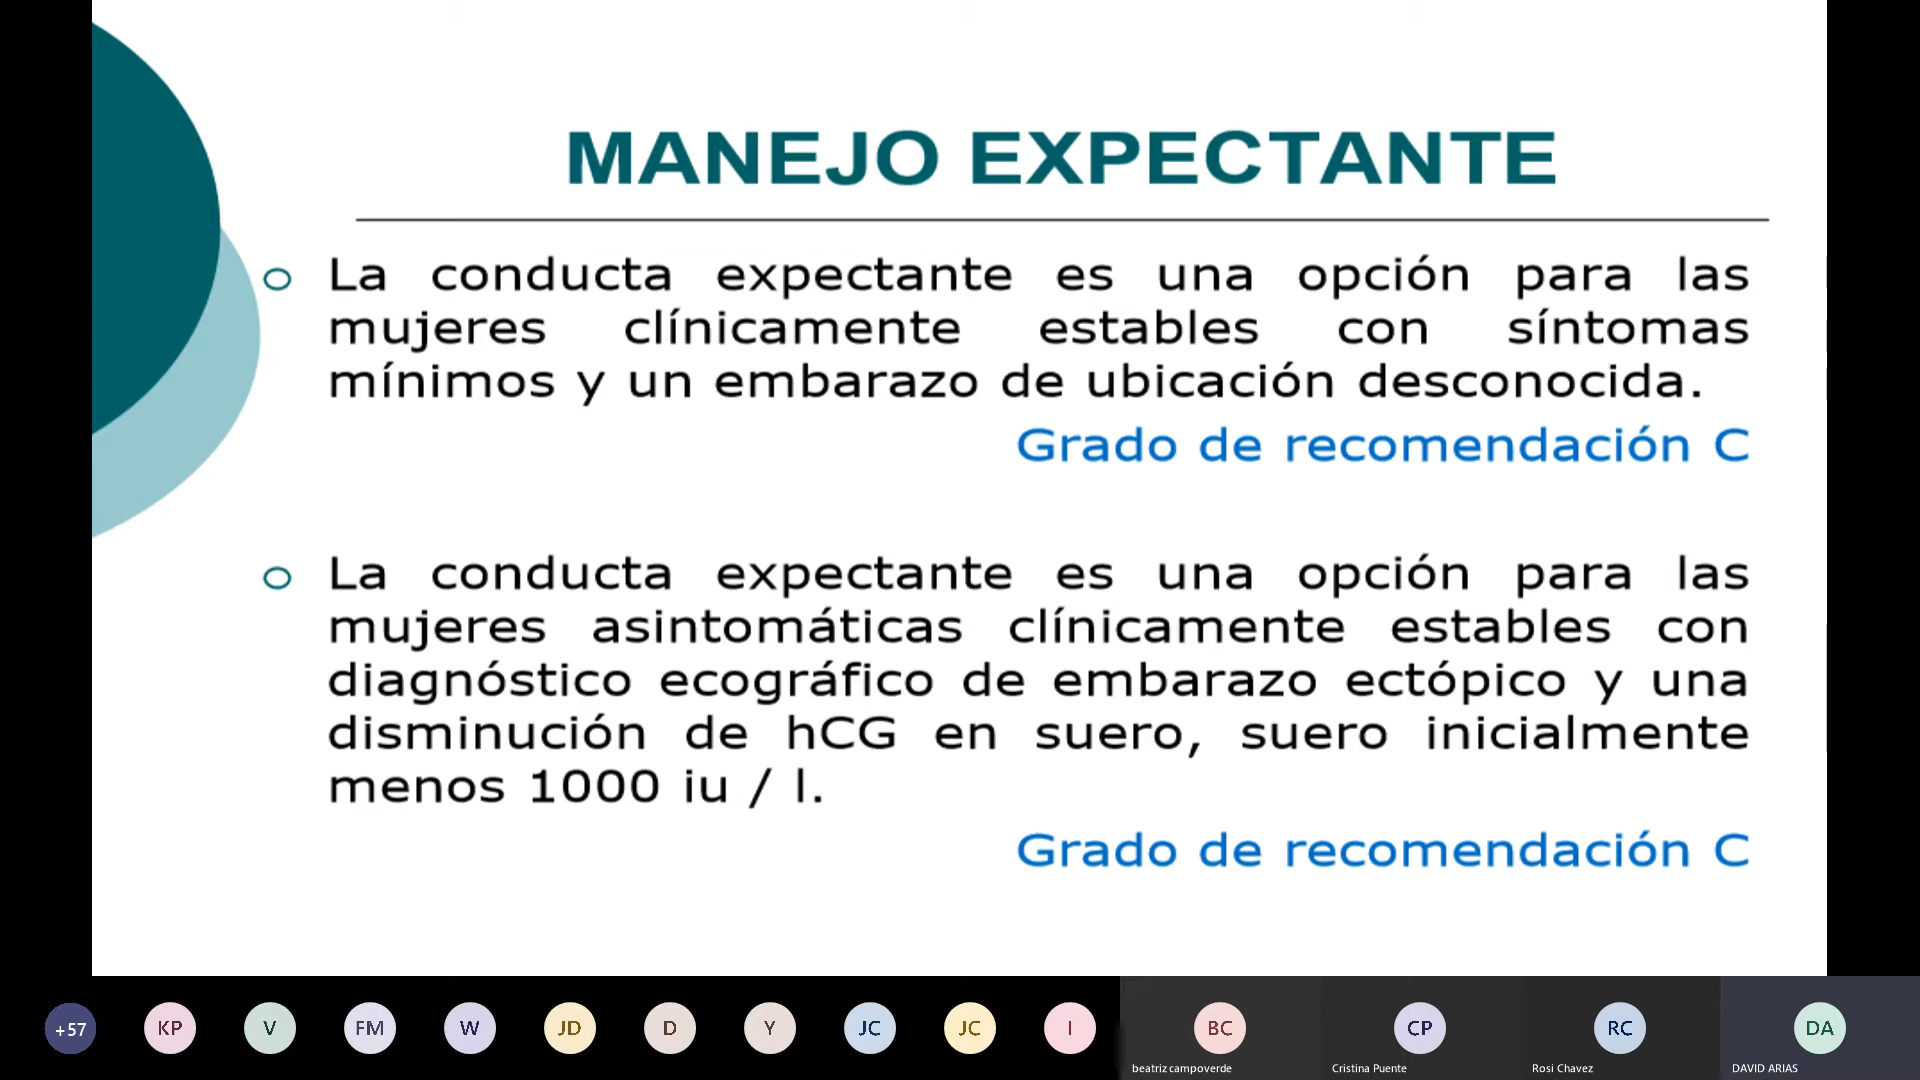 MANEJO EXPECTANTE
o La conducta expectante es una opción para las
mujeres clínicamente estables con síntomas
mínimos y un embarazo de ubicación desconocida.
Grado de recomendación C
o La conducta expectante es una opción para las
mujeres asintomáticas clínicamente estables con
diagnóstico ecográfico de embarazo ectópico y una
disminución de hCG en suero, suero inicialmente
menos 1000 iu / l.
Grado de recomendación C
+57 KP V FM W JD D Y JC JC I BC CP RC DA
beatriz campoverde Cristina Puente Rosi Chavez DAVID ARIAS